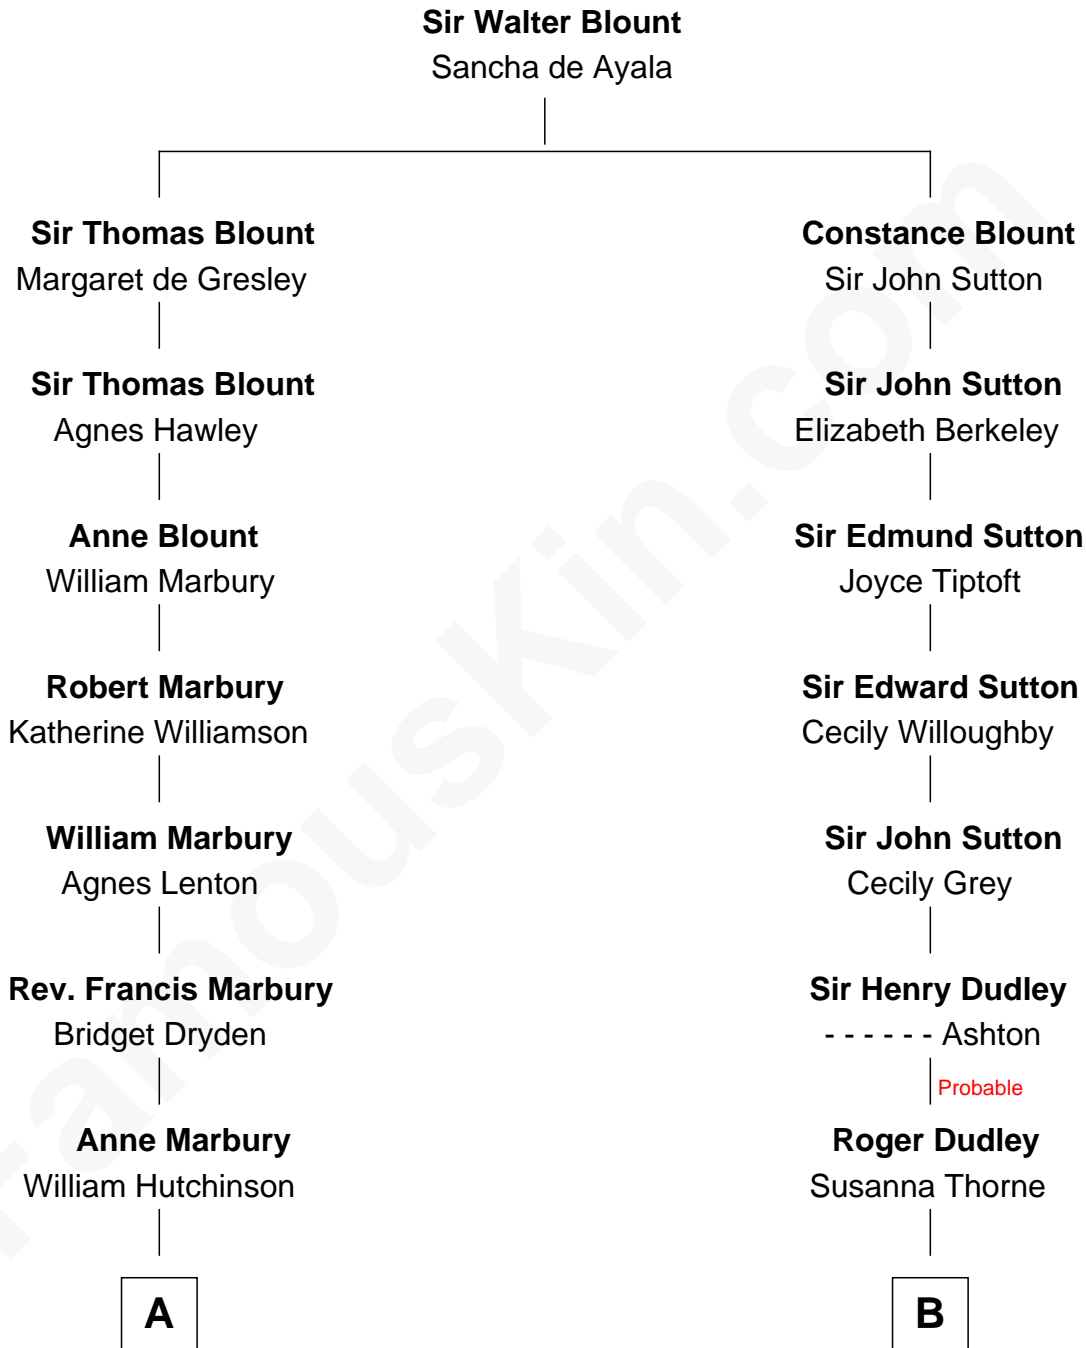 Sir Walter Blount
Sancha de Ayala
Sir Thomas Blount
Margaret de Gresley
Sir Thomas Blount
Agnes Hawley
Anne Blount
William Marbury
Robert Marbury
Katherine Williamson
William Marbury
Agnes Lenton
Rev. Francis Marbury
Bridget Dryden
Anne Marbury
William Hutchinson
A
Constance Blount
Sir John Sutton
Sir John Sutton
Elizabeth Berkeley
Sir Edmund Sutton
Joyce Tiptoft
Sir Edward Sutton
Cecily Willoughby
Sir John Sutton
Cecily Grey
Sir Henry Dudley
- - - - - - Ashton
Probable
Roger Dudley
Susanna Thorne
B
FamousKin.com